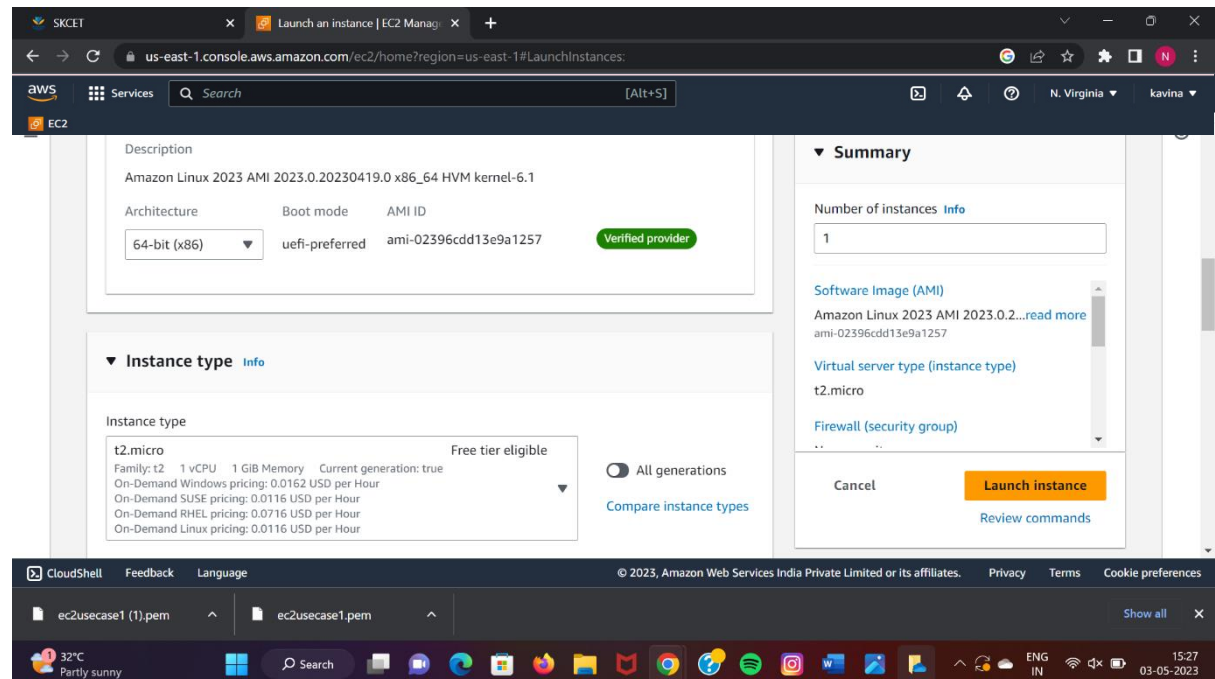 SKCET
Launch an instance | EC2 Manag
us-east-1.console.aws.amazon.com/ec2/home?region=us-east-1#LaunchInstances:
N
aws
Services
Search
[Alt+S]
N. Virginia
kavina
EC2
Description
Amazon Linux 2023 AMI 2023.0.20230419.0 x86_64 HVM kernel-6.1
Architecture
Boot mode
AMI ID
64-bit (x86)
uefi-preferred
ami-02396cdd13e9a1257
Verified provider
Instance type Info
Instance type
t2.micro
Free tier eligible
Family: t2 1 vCPU 1 GiB Memory Current generation: true
On-Demand Windows pricing: 0.0162 USD per Hour
On-Demand SUSE pricing: 0.0116 USD per Hour
On-Demand RHEL pricing: 0.0716 USD per Hour
On-Demand Linux pricing: 0.0116 USD per Hour
All generations
Compare instance types
Summary
Number of instances Info
1
Software Image (AMI)
Amazon Linux 2023 AMI 2023.0.2...read more
ami-02396cdd13e9a1257
Virtual server type (instance type)
t2.micro
Firewall (security group)
Cancel
Launch instance
Review commands
CloudShell
Feedback
Language
© 2023, Amazon Web Services India Private Limited or its affiliates.
Privacy
Terms
Cookie preferences
ec2usecase1 (1).pem
ec2usecase1.pem
Show all
1
32°C
Partly sunny
Search
ENG
IN
15:27
03-05-2023